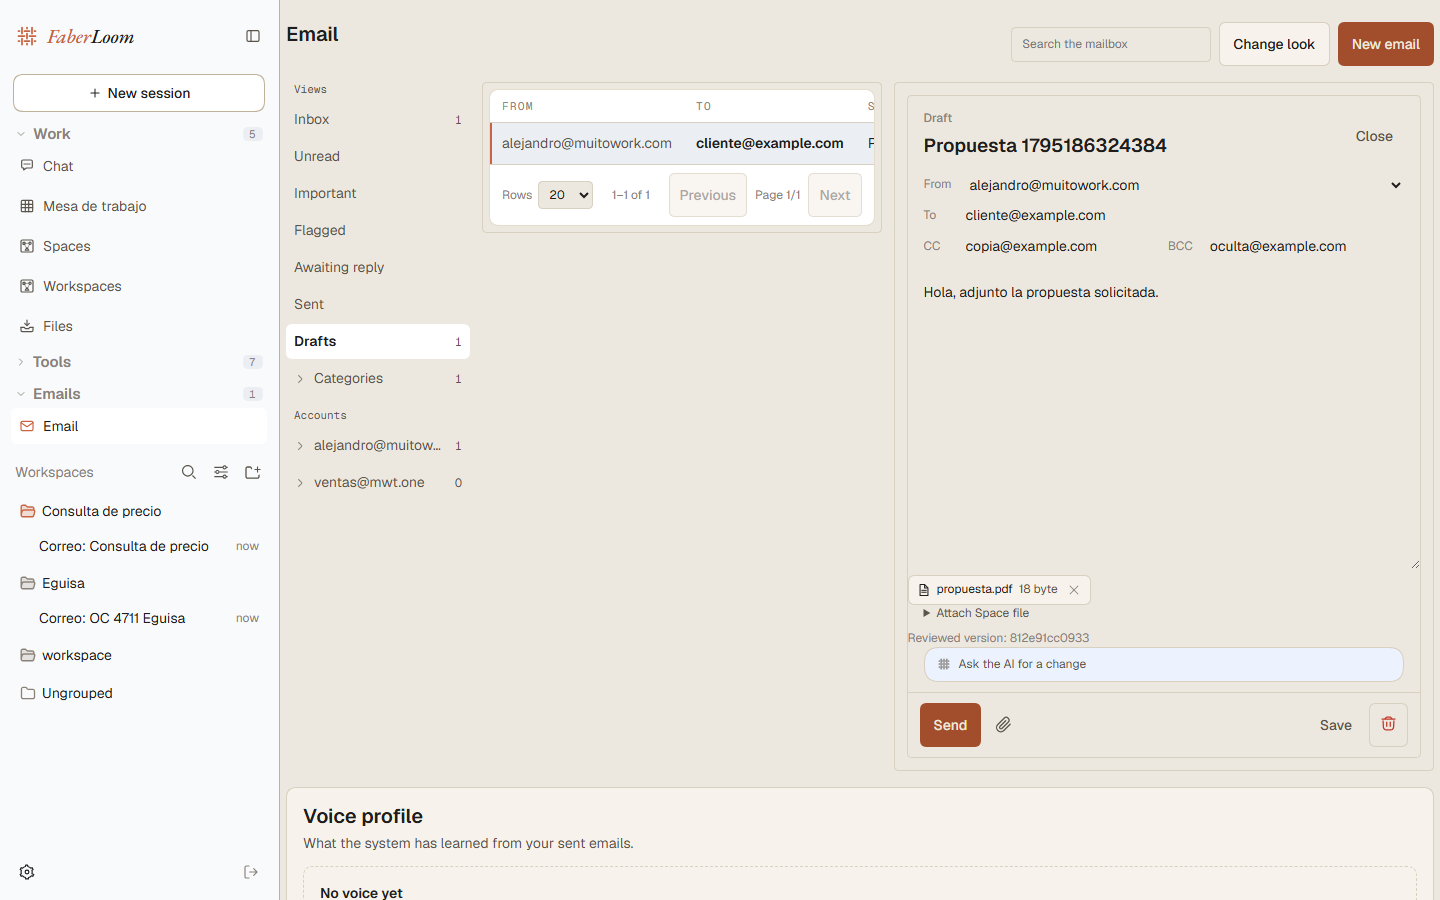 FaberLoom
+ New session
Work 5
Chat
Mesa de trabajo
Spaces
Workspaces
Files
Tools 7
Emails 1
Email
Workspaces
Consulta de precio
Correo: Consulta de precio now
Eguisa
Correo: OC 4711 Eguisa now
workspace
Ungrouped
Email
Search the mailbox
Change look
New email
Views
Inbox 1
Unread
Important
Flagged
Awaiting reply
Sent
Drafts 1
Categories 1
Accounts
alejandro@muitow... 1
ventas@mwt.one 0
FROM TO S
alejandro@muitowork.com cliente@example.com F
Rows 20 1–1 of 1 Previous Page 1/1 Next
Draft
Propuesta 1795186324384
Close
From alejandro@muitowork.com
To cliente@example.com
CC copia@example.com BCC oculta@example.com
Hola, adjunto la propuesta solicitada.
propuesta.pdf 18 byte
Attach Space file
Reviewed version: 812e91cc0933
Ask the AI for a change
Send Save
Voice profile
What the system has learned from your sent emails.
No voice yet